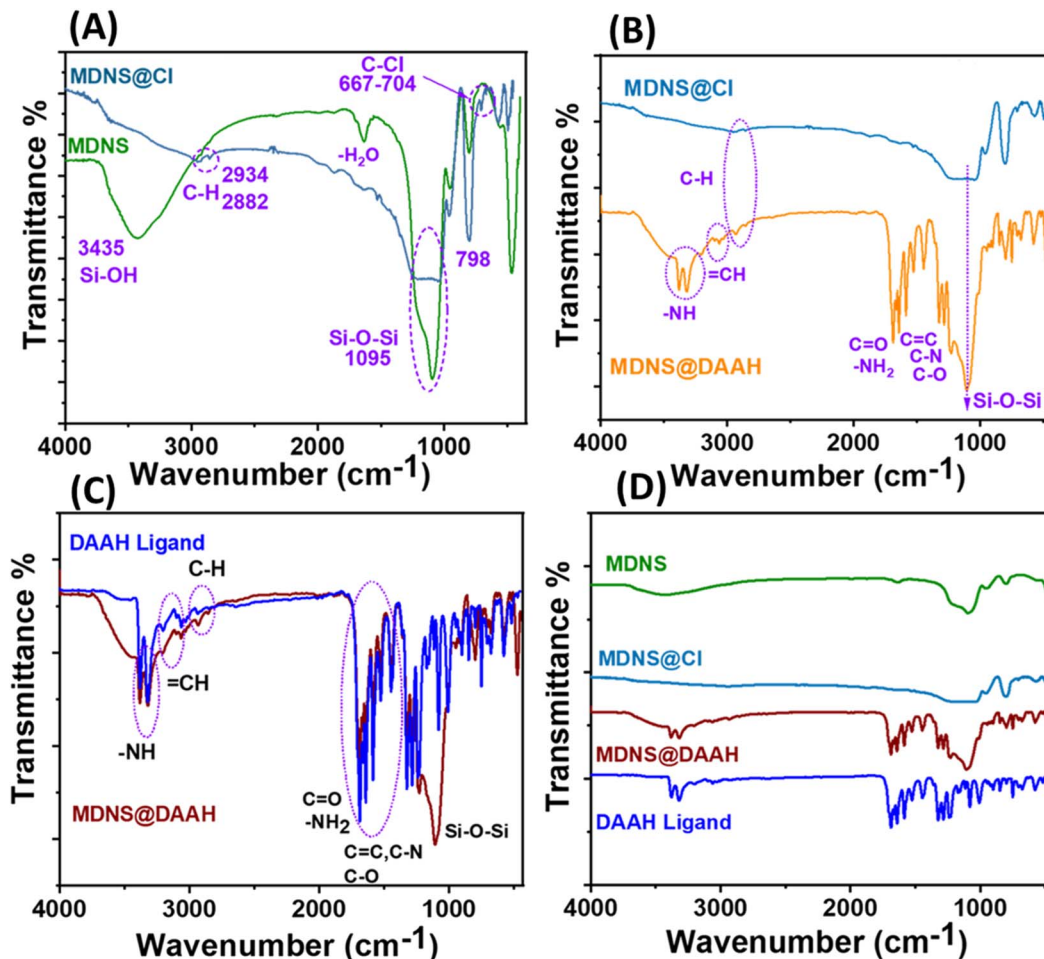 (A)
MDNS@Cl
MDNS
C-Cl
667-704
-H₂O
2934
C-H
2882
3435
Si-OH
798
Si-O-Si
1095
Transmittance %
4000 3000 2000 1000
Wavenumber (cm⁻¹)
(B)
MDNS@Cl
C-H
=CH
-NH
C=O
-NH₂
C=C
C-N
C-O
MDNS@DAAH
Si-O-Si
Transmittance %
4000 3000 2000 1000
Wavenumber (cm⁻¹)
(C)
DAAH Ligand
C-H
=CH
-NH
MDNS@DAAH
C=O
-NH₂
C=C,C-N
C-O
Si-O-Si
Transmittance %
4000 3000 2000 1000
Wavenumber (cm⁻¹)
(D)
MDNS
MDNS@Cl
MDNS@DAAH
DAAH Ligand
Transmittance %
4000 3000 2000 1000
Wavenumber (cm⁻¹)